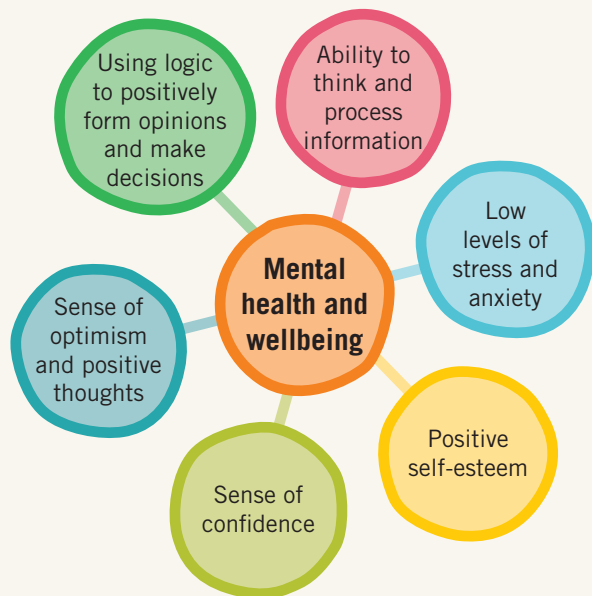 Using logic
to positively
form opinions
and make
decisions
Ability to
think and
process
information
Low
levels of
stress and
anxiety
Mental
health and
wellbeing
Sense of
optimism
and positive
thoughts
Positive
self-esteem
Sense of
confidence